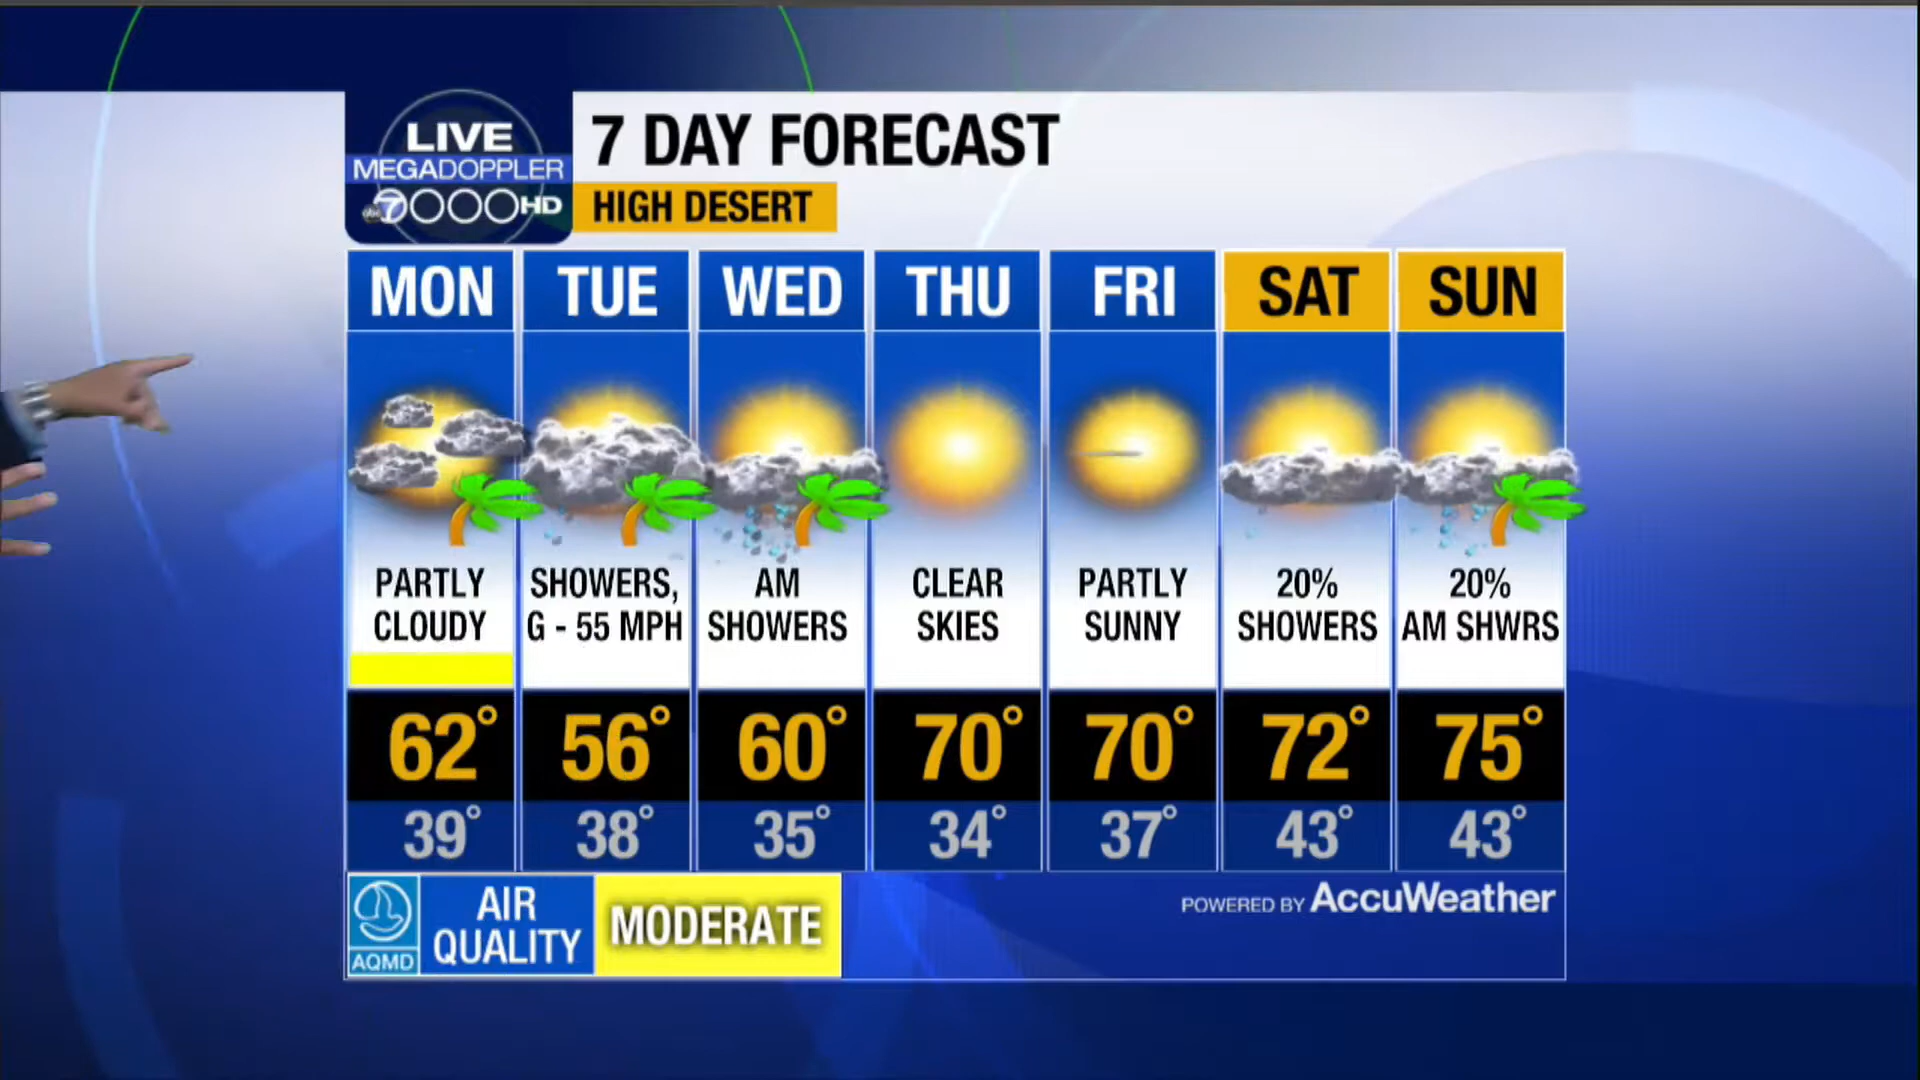 LIVE
MEGADOPPLER
abc7000HD
7 DAY FORECAST
HIGH DESERT
MON TUE WED THU FRI SAT SUN
PARTLY SHOWERS, AM CLEAR PARTLY 20% 20%
CLOUDY G - 55 MPH SHOWERS SKIES SUNNY SHOWERS AM SHWRS
62° 56° 60° 70° 70° 72° 75°
39° 38° 35° 34° 37° 43° 43°
AQMD
AIR
QUALITY
MODERATE
POWERED BY AccuWeather